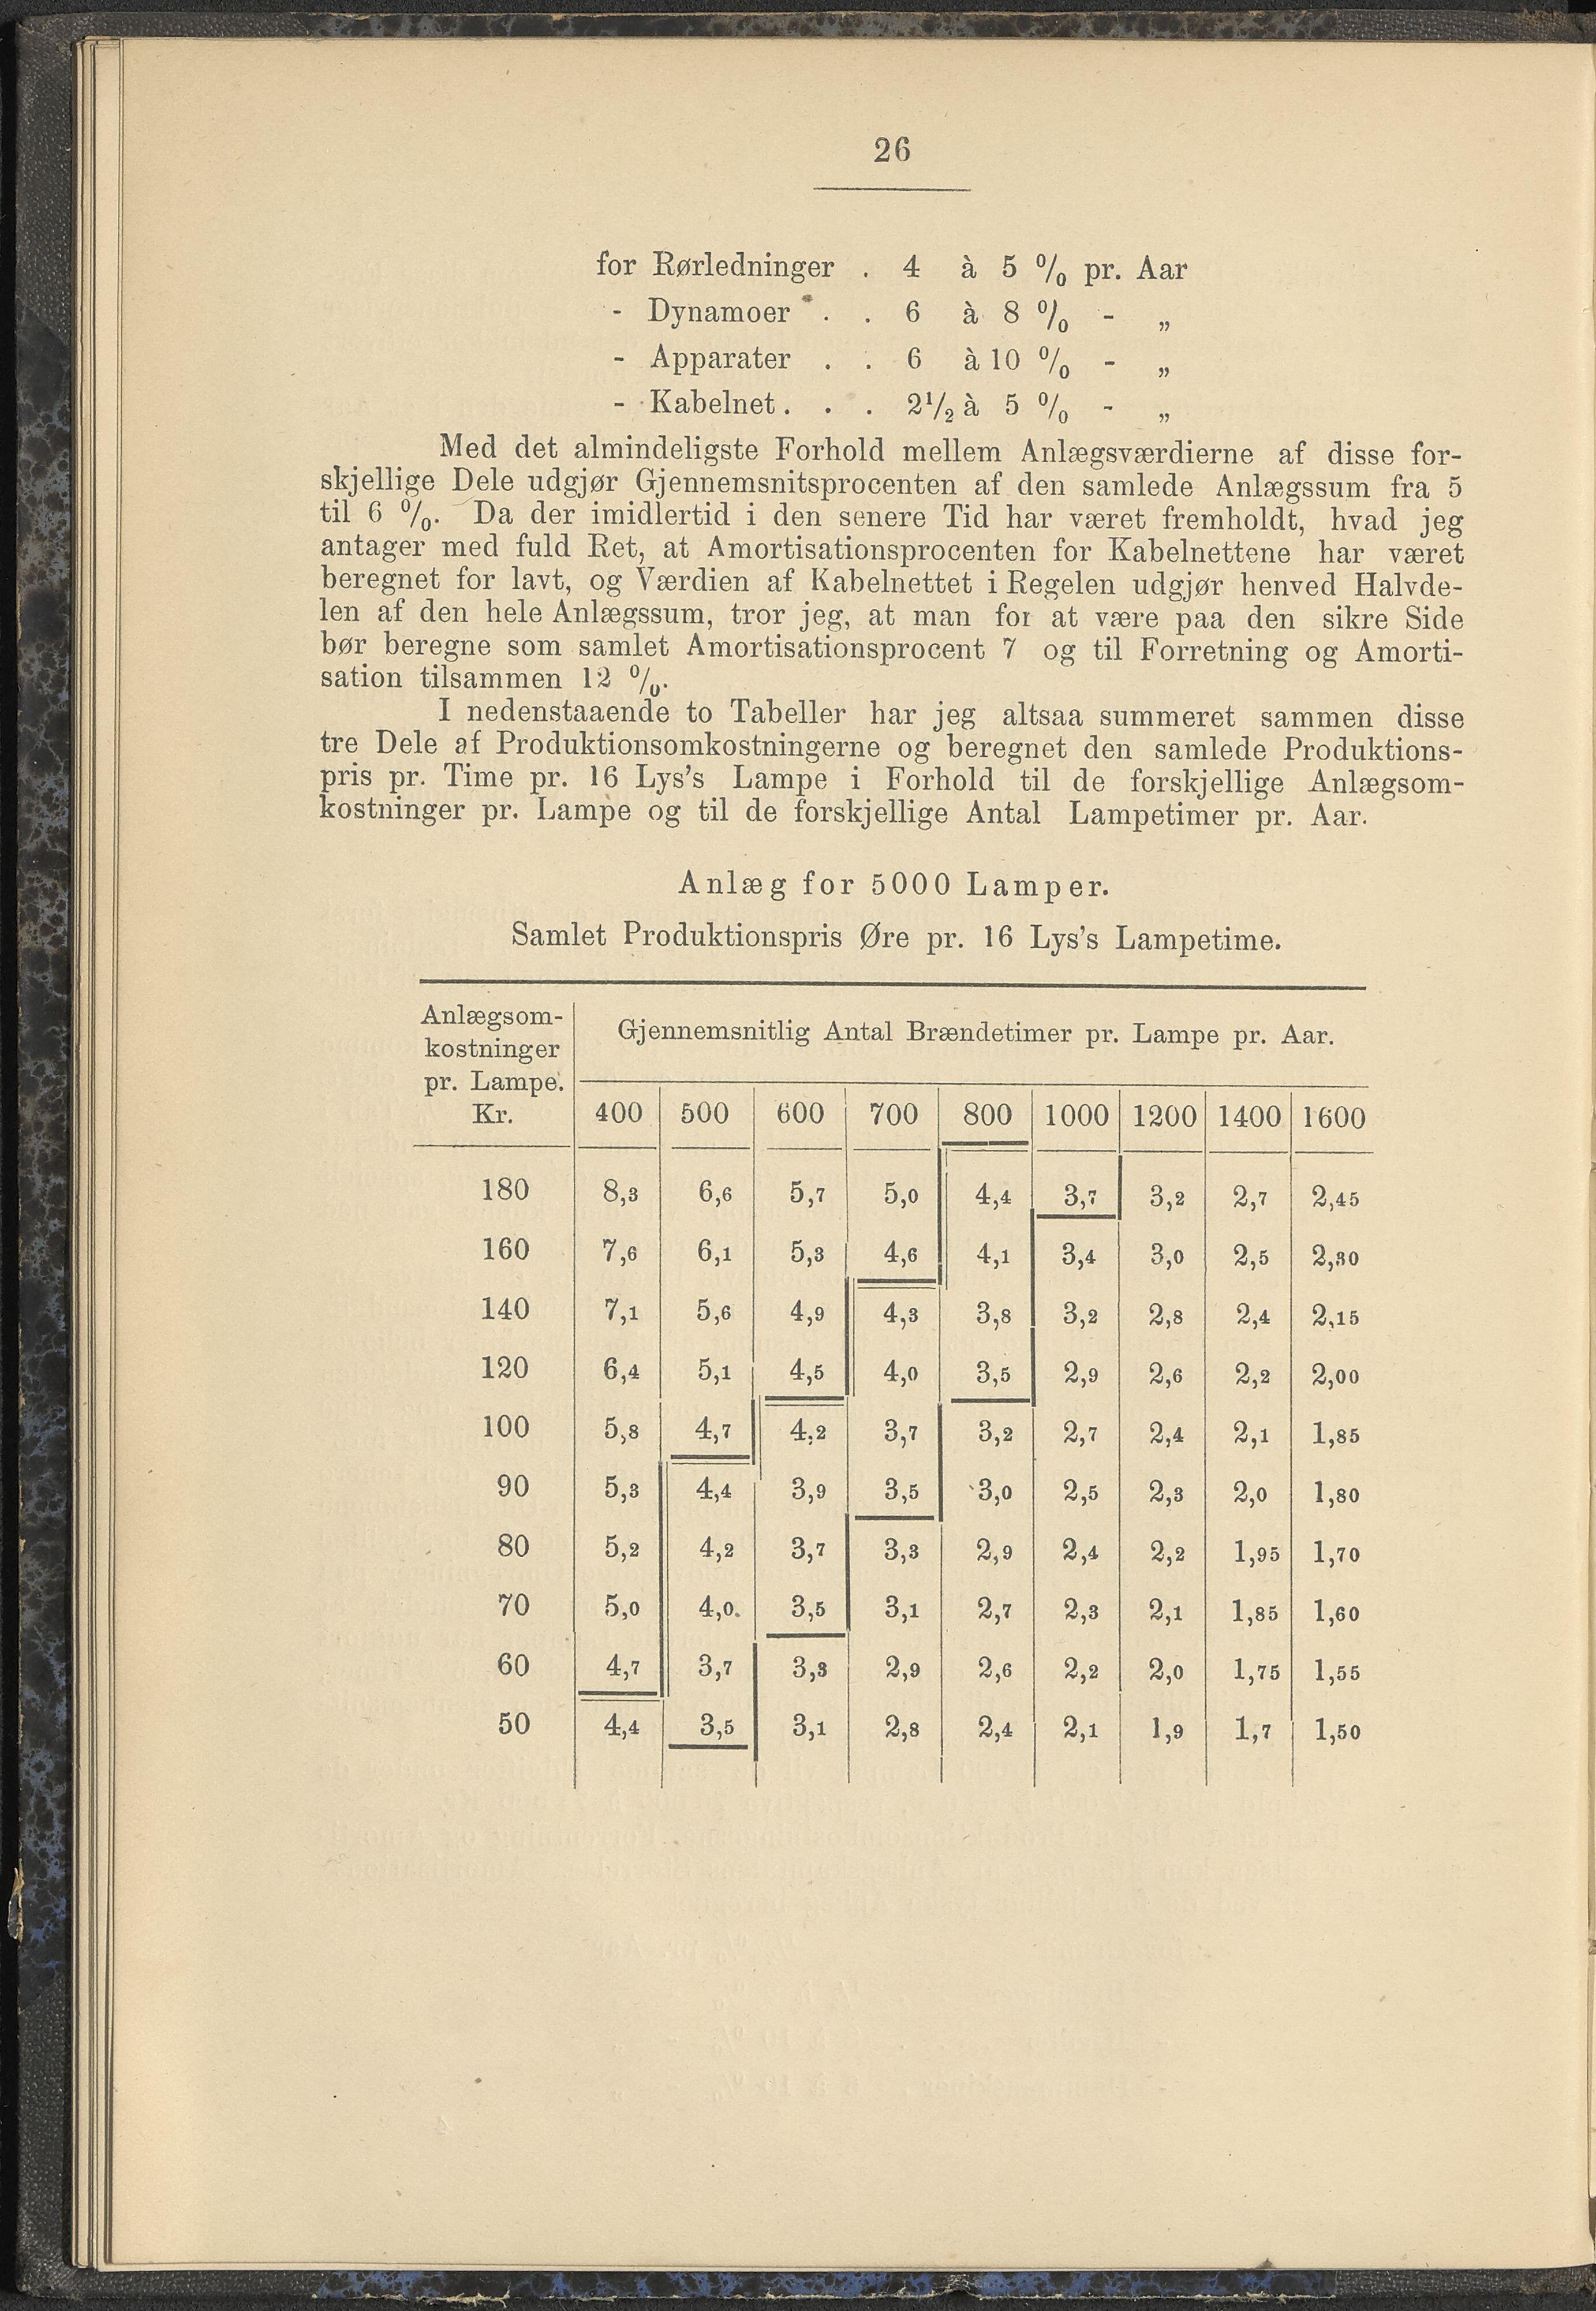 26
for Rørledninger . 4 à 5 % pr. Aar
- Dynamoer . . 6 à 8 % - „
- Apparater . . 6 à 10 % - „
- Kabelnet . . . 2½ à 5 % - „
Med det almindeligste Forhold mellem Anlægsværdierne af disse for-
skjellige Dele udgjør Gjennemsnitsprocenten af den samlede Anlægssum fra 5
til 6 %. Da der imidlertid i den senere Tid har været fremholdt, hvad jeg
antager med fuld Ret, at Amortisationsprocenten for Kabelnettene har været
beregnet for lavt, og Værdien af Kabelnettet i Regelen udgjør henved Halvde-
len af den hele Anlægssum, tror jeg, at man for at være paa den sikre Side
bør beregne som samlet Amortisationsprocent 7 og til Forretning og Amorti-
sation tilsammen 12 %.
I nedenstaaende to Tabeller har jeg altsaa summeret sammen disse
tre Dele af Produktionsomkostningerne og beregnet den samlede Produktions-
pris pr. Time pr. 16 Lys's Lampe i Forhold til de forskjellige Anlægsom-
kostninger pr. Lampe og til de forskjellige Antal Lampetimer pr. Aar.
Anlæg for 5000 Lamper.
Samlet Produktionspris Øre pr. 16 Lys's Lampetime.
Anlægsom-
kostninger
pr. Lampe.
Kr.
Gjennemsnitlig Antal Brændetimer pr. Lampe pr. Aar.
400 500 600 700 800 1000 1200 1400 1600
180 8,3 6,6 5,7 5,0 4,4 3,7 3,2 2,7 2,45
160 7,6 6,1 5,3 4,6 4,1 3,4 3,0 2,5 2,30
140 7,1 5,6 4,9 4,3 3,8 3,2 2,8 2,4 2,15
120 6,4 5,1 4,5 4,0 3,5 2,9 2,6 2,2 2,00
100 5,8 4,7 4,2 3,7 3,2 2,7 2,4 2,1 1,85
90 5,3 4,4 3,9 3,5 3,0 2,5 2,3 2,0 1,80
80 5,2 4,2 3,7 3,3 2,9 2,4 2,2 1,95 1,70
70 5,0 4,0 3,5 3,1 2,7 2,3 2,1 1,85 1,60
60 4,7 3,7 3,3 2,9 2,6 2,2 2,0 1,75 1,55
50 4,4 3,5 3,1 2,8 2,4 2,1 1,9 1,7 1,50